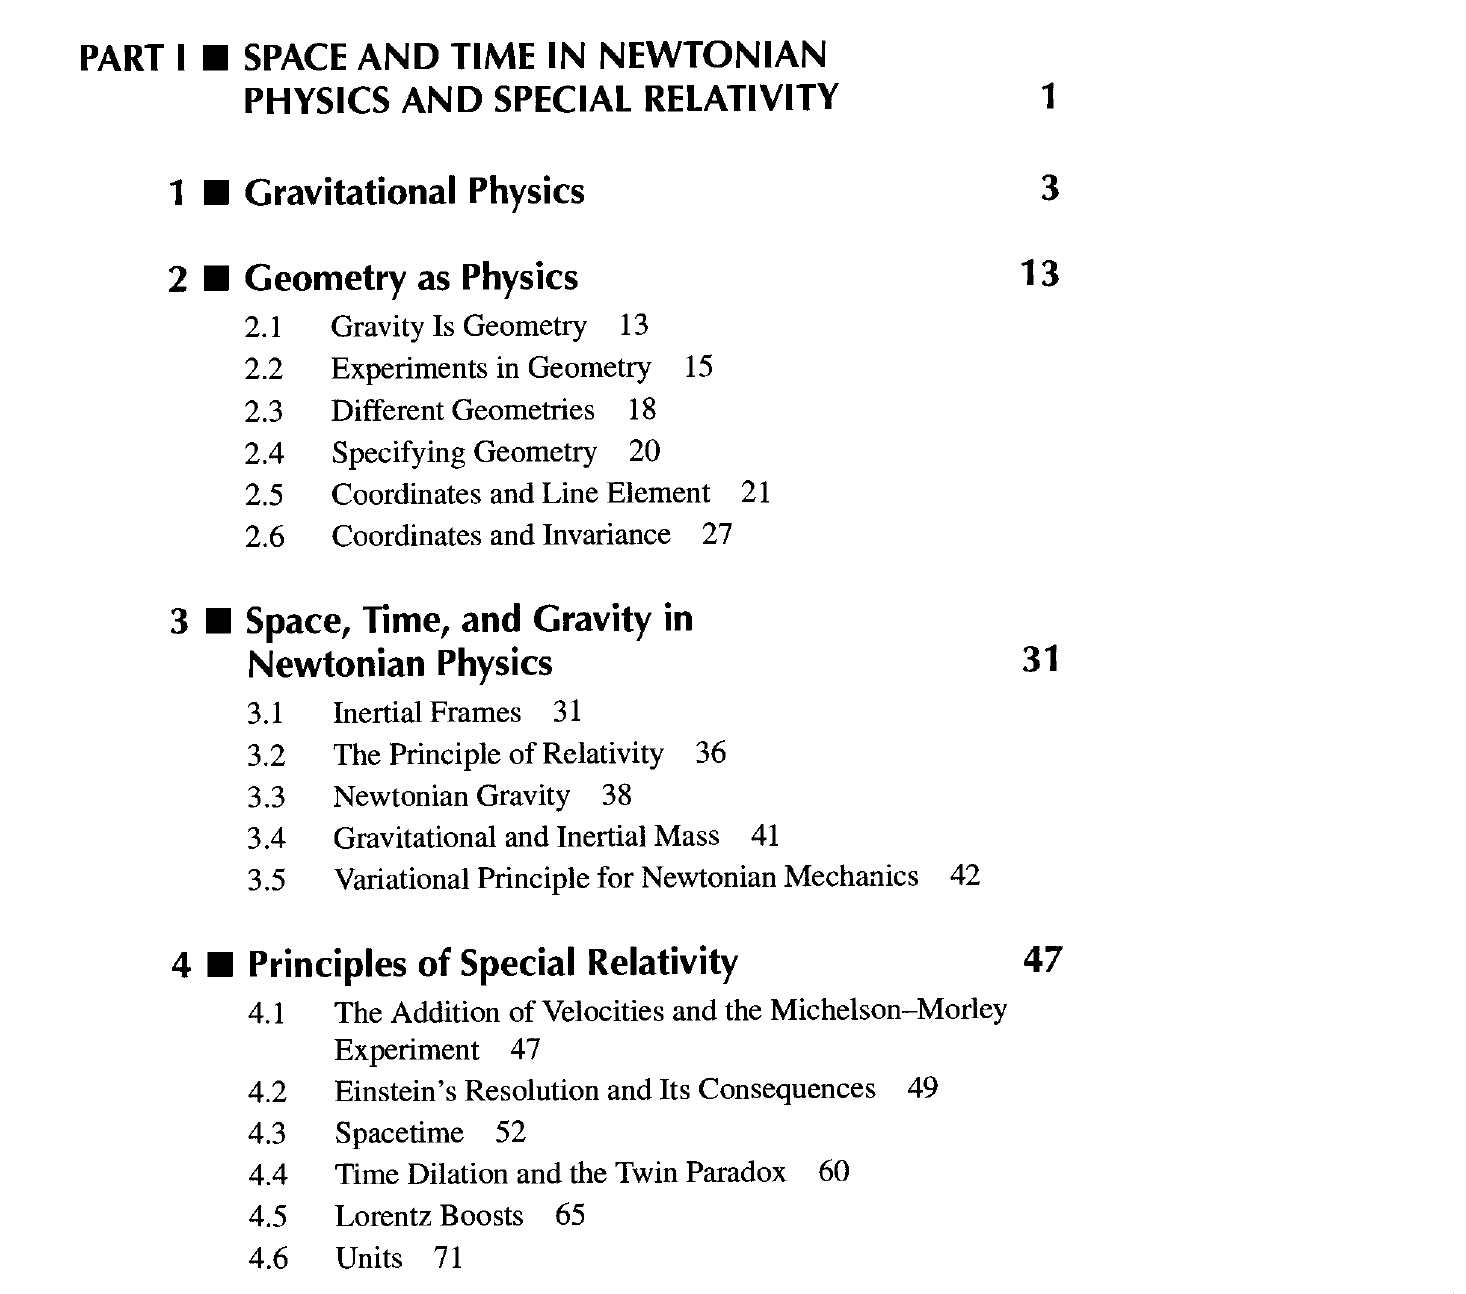 PART I ■ SPACE AND TIME IN NEWTONIAN
PHYSICS AND SPECIAL RELATIVITY 1
1 ■ Gravitational Physics 3
2 ■ Geometry as Physics 13
2.1 Gravity Is Geometry 13
2.2 Experiments in Geometry 15
2.3 Different Geometries 18
2.4 Specifying Geometry 20
2.5 Coordinates and Line Element 21
2.6 Coordinates and Invariance 27
3 ■ Space, Time, and Gravity in
Newtonian Physics 31
3.1 Inertial Frames 31
3.2 The Principle of Relativity 36
3.3 Newtonian Gravity 38
3.4 Gravitational and Inertial Mass 41
3.5 Variational Principle for Newtonian Mechanics 42
4 ■ Principles of Special Relativity 47
4.1 The Addition of Velocities and the Michelson–Morley
Experiment 47
4.2 Einstein's Resolution and Its Consequences 49
4.3 Spacetime 52
4.4 Time Dilation and the Twin Paradox 60
4.5 Lorentz Boosts 65
4.6 Units 71